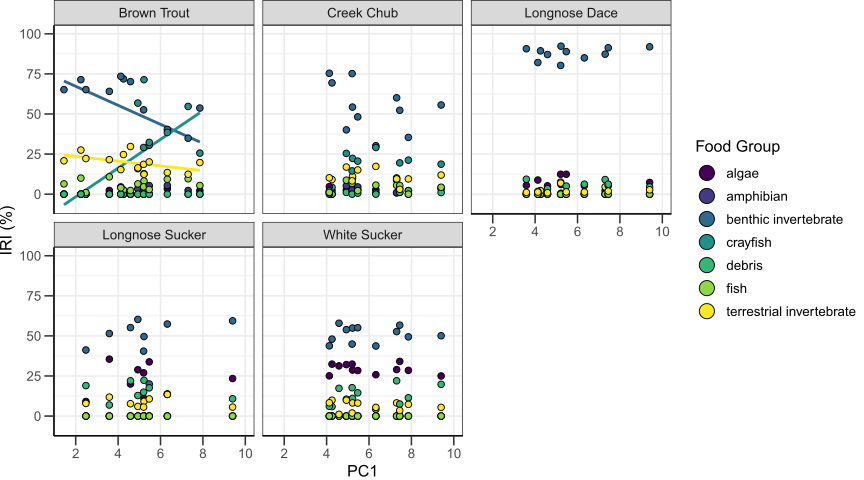 Brown Trout
Creek Chub
Longnose Dace
100
75
50
25
0
2 4 6 8 10
Longnose Sucker
White Sucker
100
75
50
25
0
2 4 6 8 10
2 4 6 8 10
PC1
IRI (%)
Food Group
algae
amphibian
benthic invertebrate
crayfish
debris
fish
terrestrial invertebrate